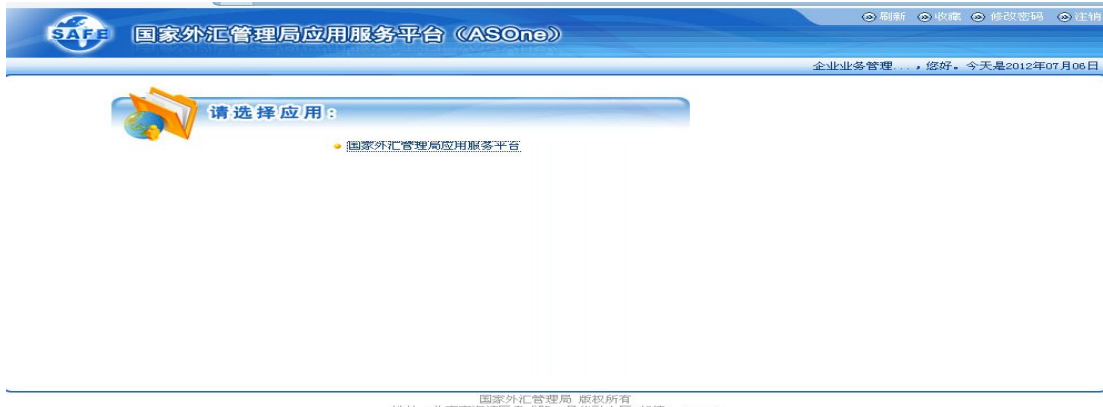 刷新 收藏 修改密码 注销
SAFE 国家外汇管理局应用服务平台（ASOne）
企业业务管理...，您好。今天是2012年07月06日
请选择应用：
国家外汇管理局应用服务平台
国家外汇管理局 版权所有